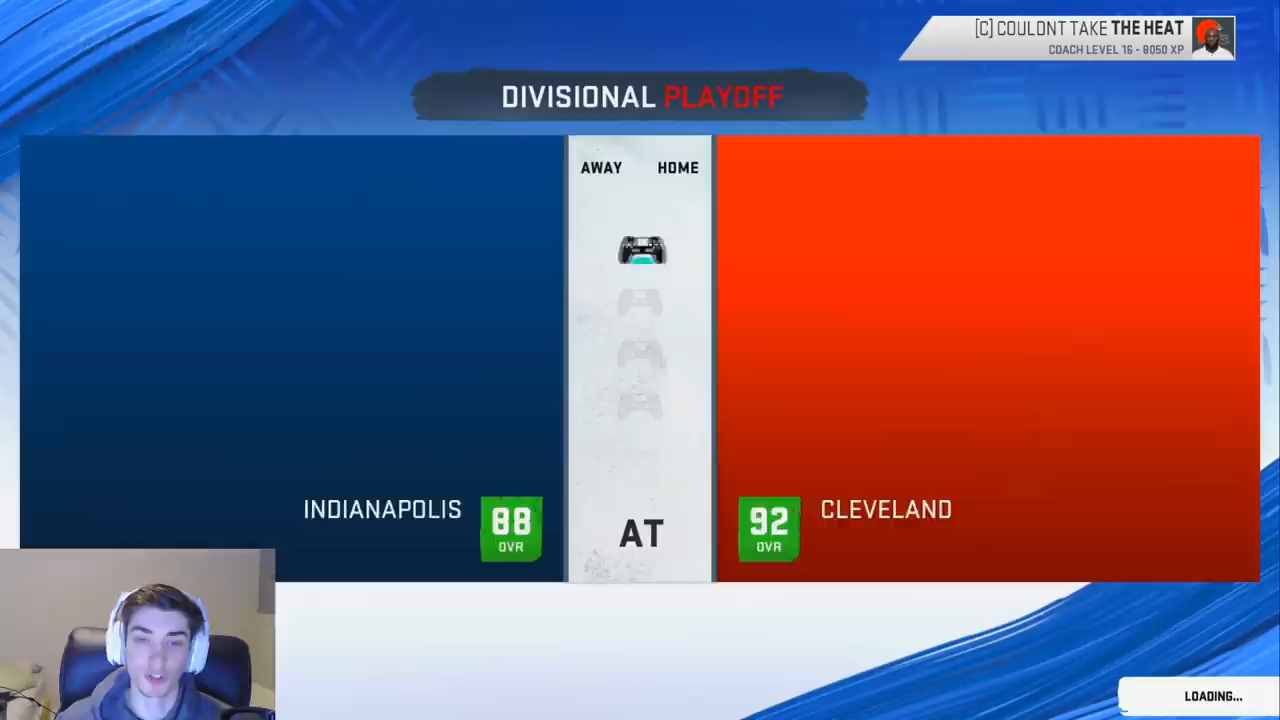 [C] COULDNT TAKE THE HEAT
COACH LEVEL 16 - 8050 XP
DIVISIONAL PLAYOFF
AWAY HOME
INDIANAPOLIS
88
OVR
AT
92
OVR
CLEVELAND
LOADING...